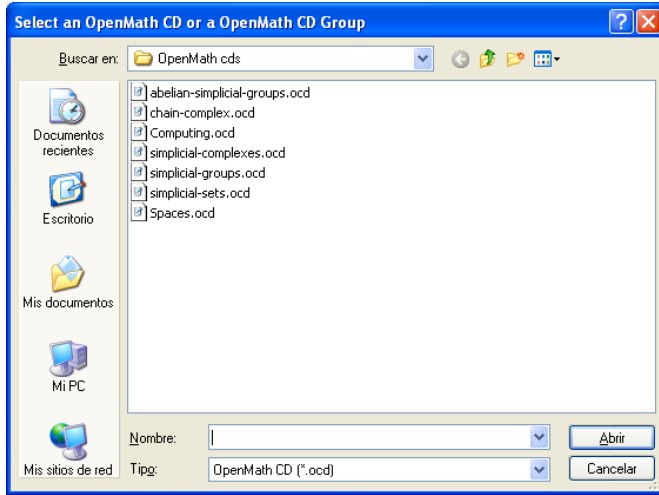 Select an OpenMath CD or a OpenMath CD Group
Buscar en:
OpenMath cds
Documentos
recientes
Escritorio
Mis documentos
Mi PC
Mis sitios de red
abelian-simplicial-groups.ocd
chain-complex.ocd
Computing.ocd
simplicial-complexes.ocd
simplicial-groups.ocd
simplicial-sets.ocd
Spaces.ocd
Nombre:
Abrir
Tipo:
OpenMath CD (*.ocd)
Cancelar